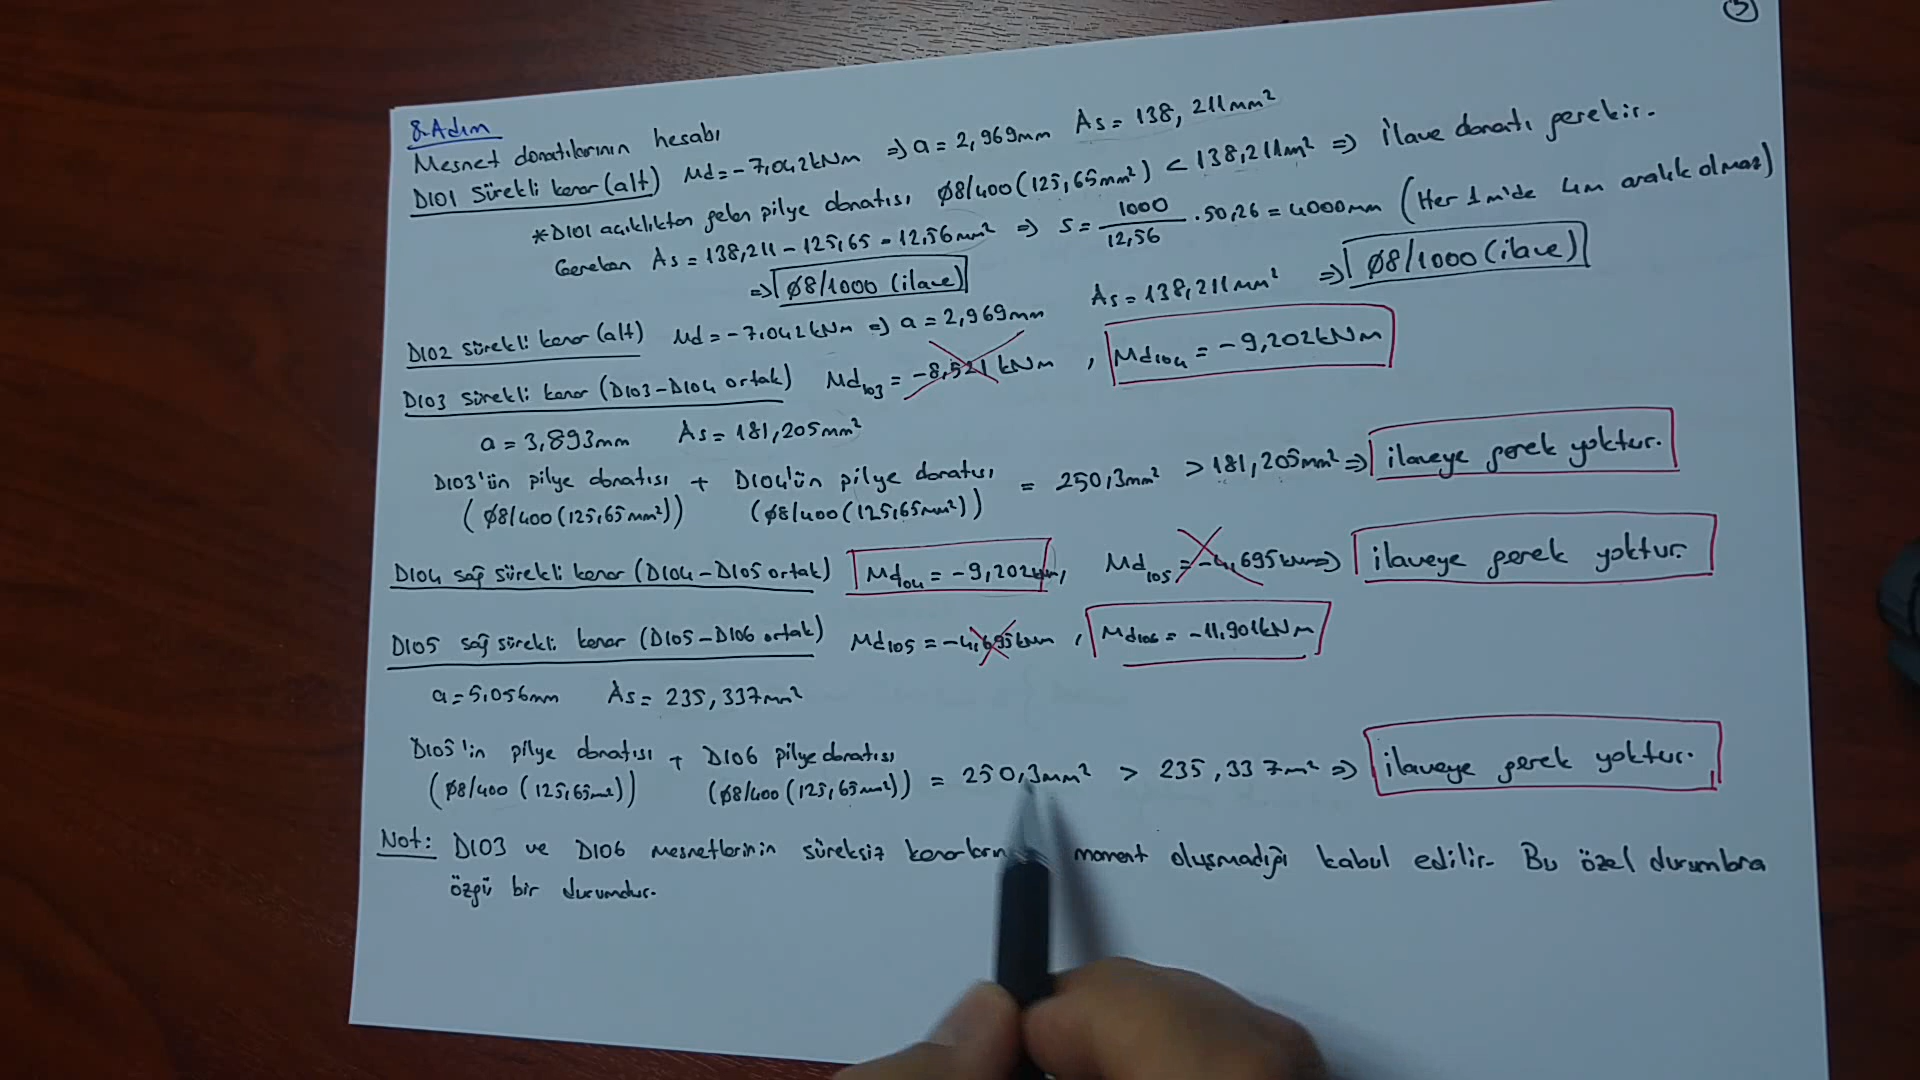 ③
8.Adım
Mesnet donatılarının hesabı
D101 Sürekli kenar (alt) Md = -7,042kNm ⇒ a = 2,969mm As = 138,211mm²
*D101 açıklıktan gelen pilye donatısı, Ø8/400 (125,65mm²) < 138,211mm² ⇒ İlave donatı gerekir.
Gereken As = 138,211 - 125,65 = 12,56mm² ⇒ s = 1000/12,56 . 50,26 = 4000mm (Her 1 m'de 4m aralık olmaz)
⇒ Ø8/1000 (ilave)
D102 sürekli kenar (alt) Md = -7,042kNm ⇒ a = 2,969mm As = 138,211mm² ⇒ Ø8/1000 (ilave)
D103 sürekli kenar (D103-D104 ortak) Md103 = -8,521 kNm , Md104 = -9,202kNm
a = 3,893mm As = 181,205mm²
D103'ün pilye donatısı + D104'ün pilye donatısı = 250,3mm² > 181,205mm² ⇒ ilaveye gerek yoktur.
(Ø8/400 (125,65mm²)) (Ø8/400 (125,65mm²))
D104 sağ sürekli kenar (D104-D105 ortak) Md04 = -9,202kNm, Md105 = -4,695kNm ⇒ ilaveye gerek yoktur.
D105 sağ sürekli kenar (D105-D106 ortak) Md105 = -4,695kNm , Md106 = -11,901kNm
a = 5,056mm As = 235,337mm²
D105'in pilye donatısı + D106 pilye donatısı = 250,3mm² > 235,337m² ⇒ ilaveye gerek yoktur.
(Ø8/400 (125,65mm²)) (Ø8/400 (125,65mm²))
Not: D103 ve D106 mesnetlerinin süreksiz moment oluşmadığı kabul edilir. Bu özel durumlara
özgü bir durumdur.